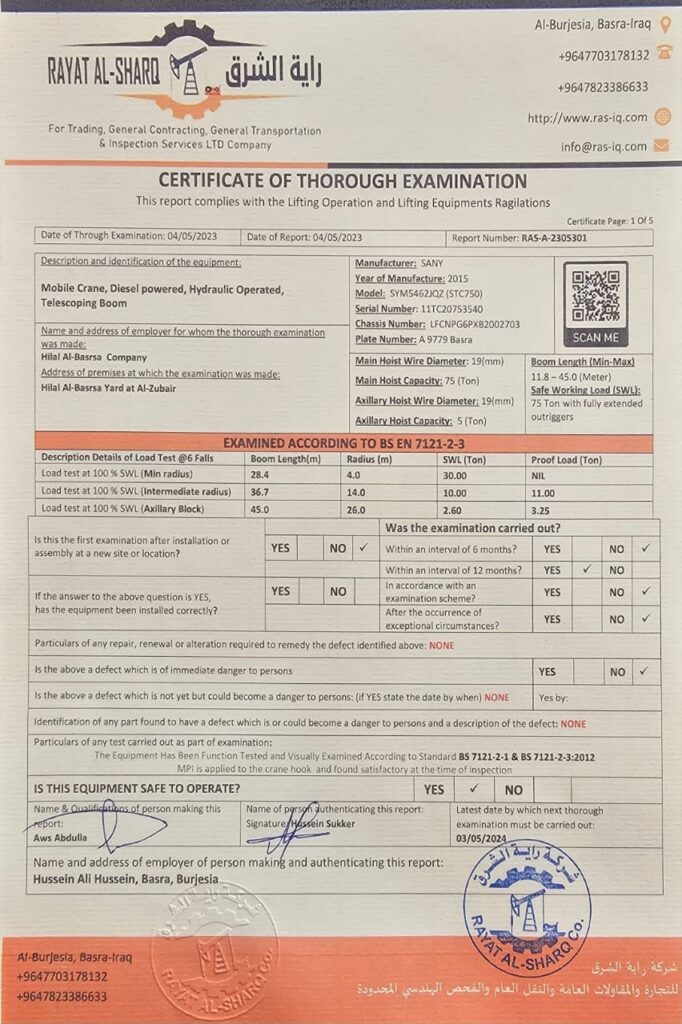 RAYAT AL-SHARQ راية الشرق
For Trading, General Contracting, General Transportation
& Inspection Services LTD Company
Al-Burjesia, Basra-Iraq
+9647703178132
+9647823386633
http://www.ras-iq.com
info@ras-iq.com
CERTIFICATE OF THOROUGH EXAMINATION
This report complies with the Lifting Operation and Lifting Equipments Ragilations
Certificate Page: 1 Of 5
Date of Through Examination: 04/05/2023 Date of Report: 04/05/2023 Report Number: RAS-A-2305301
Description and identification of the equipment:
Mobile Crane, Diesel powered, Hydraulic Operated,
Telescoping Boom
Name and address of employer for whom the thorough examination
was made:
Hilal Al-Basrsa Company
Address of premises at which the examination was made:
Hilal Al-Basrsa Yard at Al-Zubair
Manufacturer: SANY
Year of Manufacture: 2015
Model: SYM5462JQZ (STC750)
Serial Number: 11TC20753540
Chassis Number: LFCNPG6PXB2002703
Plate Number: A 9779 Basra
SCAN ME
Main Hoist Wire Diameter: 19(mm)
Main Hoist Capacity: 75 (Ton)
Axillary Hoist Wire Diameter: 19(mm)
Axillary Hoist Capacity: 5 (Ton)
Boom Length (Min-Max)
11.8 – 45.0 (Meter)
Safe Working Load (SWL):
75 Ton with fully extended
outriggers
EXAMINED ACCORDING TO BS EN 7121-2-3
Description Details of Load Test @6 Falls Boom Length(m) Radius (m) SWL (Ton) Proof Load (Ton)
Load test at 100 % SWL (Min radius) 28.4 4.0 30.00 NIL
Load test at 100 % SWL (Intermediate radius) 36.7 14.0 10.00 11.00
Load test at 100 % SWL (Axillary Block) 45.0 26.0 2.60 3.25
Is this the first examination after installation or
assembly at a new site or location? YES NO ✓
Was the examination carried out?
Within an interval of 6 months? YES NO ✓
Within an interval of 12 months? YES ✓ NO
If the answer to the above question is YES,
has the equipment been installed correctly? YES NO
In accordance with an
examination scheme? YES NO ✓
After the occurrence of
exceptional circumstances? YES NO ✓
Particulars of any repair, renewal or alteration required to remedy the defect identified above: NONE
Is the above a defect which is of immediate danger to persons YES NO ✓
Is the above a defect which is not yet but could become a danger to persons: (if YES state the date by when) NONE Yes by:
Identification of any part found to have a defect which is or could become a danger to persons and a description of the defect: NONE
Particulars of any test carried out as part of examination:
The Equipment Has Been Function Tested and Visually Examined According to Standard BS 7121-2-1 & BS 7121-2-3:2012
MPI is applied to the crane hook and found satisfactory at the time of inspection
IS THIS EQUIPMENT SAFE TO OPERATE? YES ✓ NO
Name & Qualifications of person making this
report:
Aws Abdulla
Name of person authenticating this report:
Signature: Hussein Sukker
Latest date by which next thorough
examination must be carried out:
03/05/2024
Name and address of employer of person making and authenticating this report:
Hussein Ali Hussein, Basra, Burjesia
شركة راية الشرق
RAYAT AL-SHARQ Co.
شركة راية الشرق
RAYAT AL-SHARQ Co.
Al-Burjesia, Basra-Iraq
+9647703178132
+9647823386633
شركة راية الشرق
للتجارة والمقاولات العامة والنقل العام والفحص الهندسي المحدودة